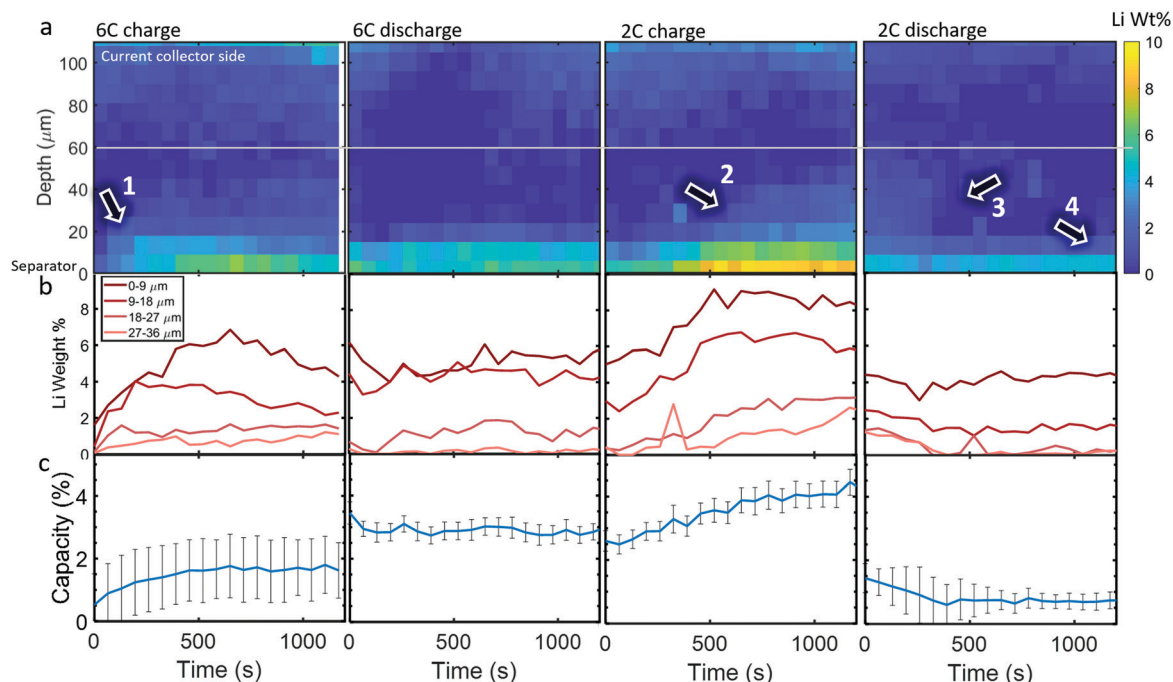 a
6C charge
6C discharge
2C charge
2C discharge
Li Wt%
Current collector side
Depth (μm)
100
80
60
40
20
0
Separator
1
2
3
4
10
8
6
4
2
0
b
0-9 μm
9-18 μm
18-27 μm
27-36 μm
Li Weight %
8
6
4
2
0
c
Capacity (%)
4
2
0
0 500 1000
0 500 1000
0 500 1000
0 500 1000
Time (s)
Time (s)
Time (s)
Time (s)